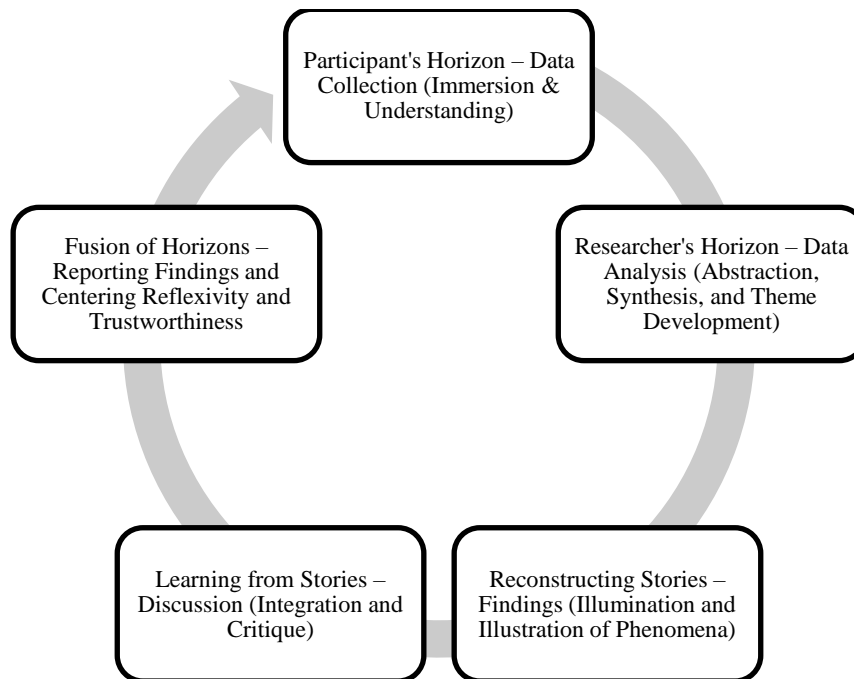 Participant's Horizon – Data
Collection (Immersion &
Understanding)
Researcher's Horizon – Data
Analysis (Abstraction,
Synthesis, and Theme
Development)
Reconstructing Stories –
Findings (Illumination and
Illustration of Phenomena)
Learning from Stories –
Discussion (Integration and
Critique)
Fusion of Horizons –
Reporting Findings and
Centering Reflexivity and
Trustworthiness